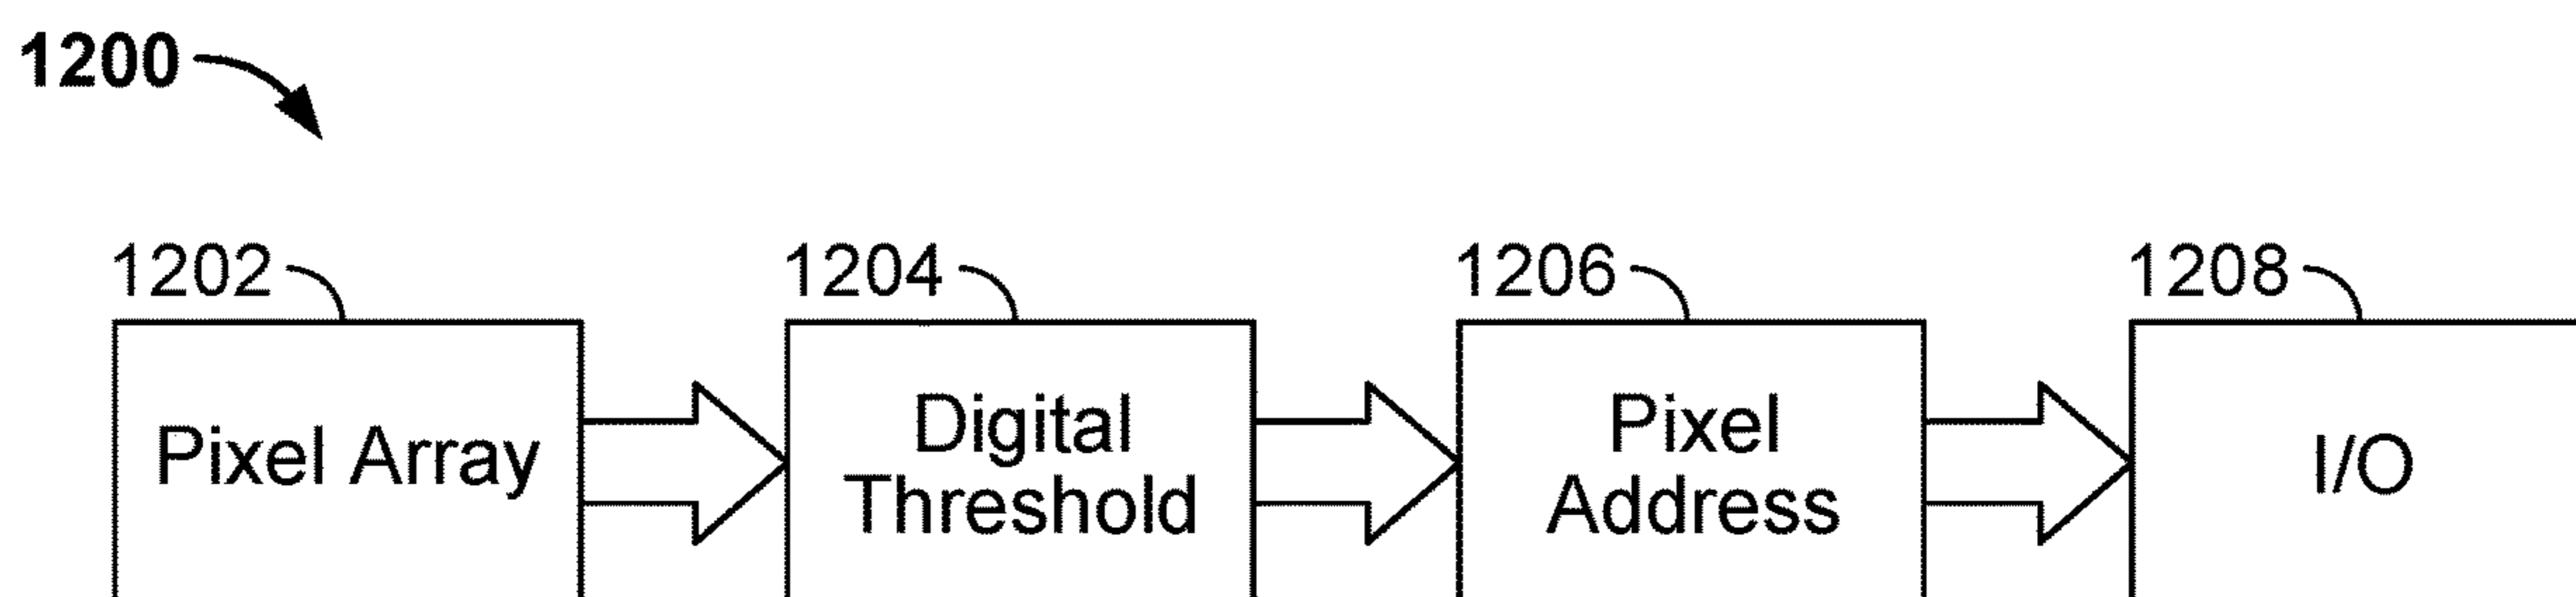 1200
1202
1204
1206
1208
Pixel Array
Digital
Threshold
Pixel
Address
I/O